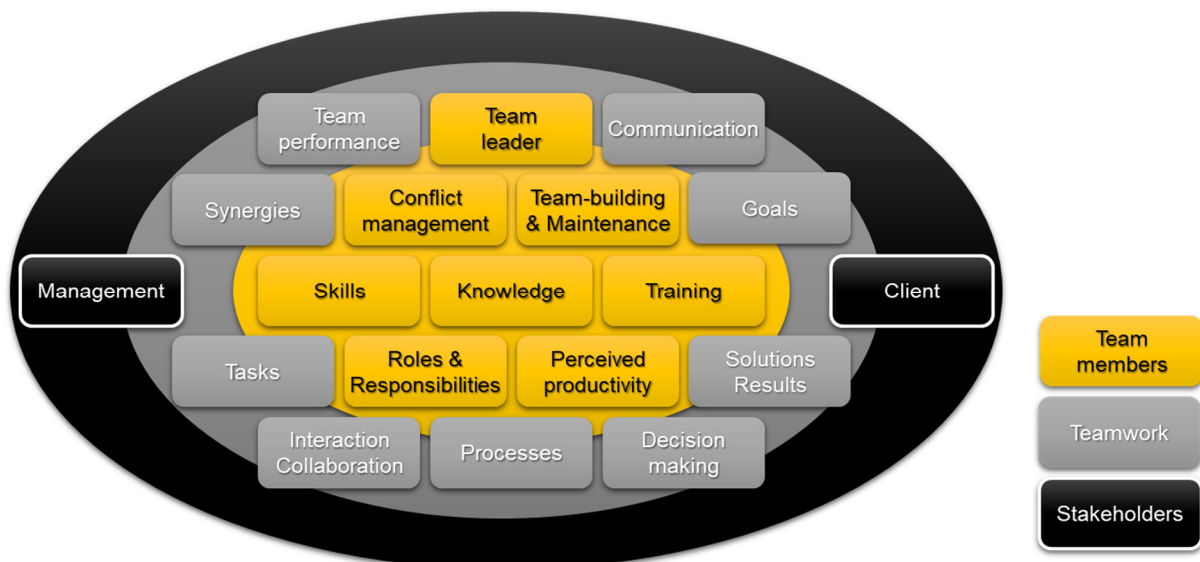 Team
performance
Team
leader
Communication
Synergies
Conflict
management
Team-building
& Maintenance
Goals
Management
Skills
Knowledge
Training
Client
Tasks
Roles &
Responsibilities
Perceived
productivity
Solutions
Results
Interaction
Collaboration
Processes
Decision
making
Team
members
Teamwork
Stakeholders